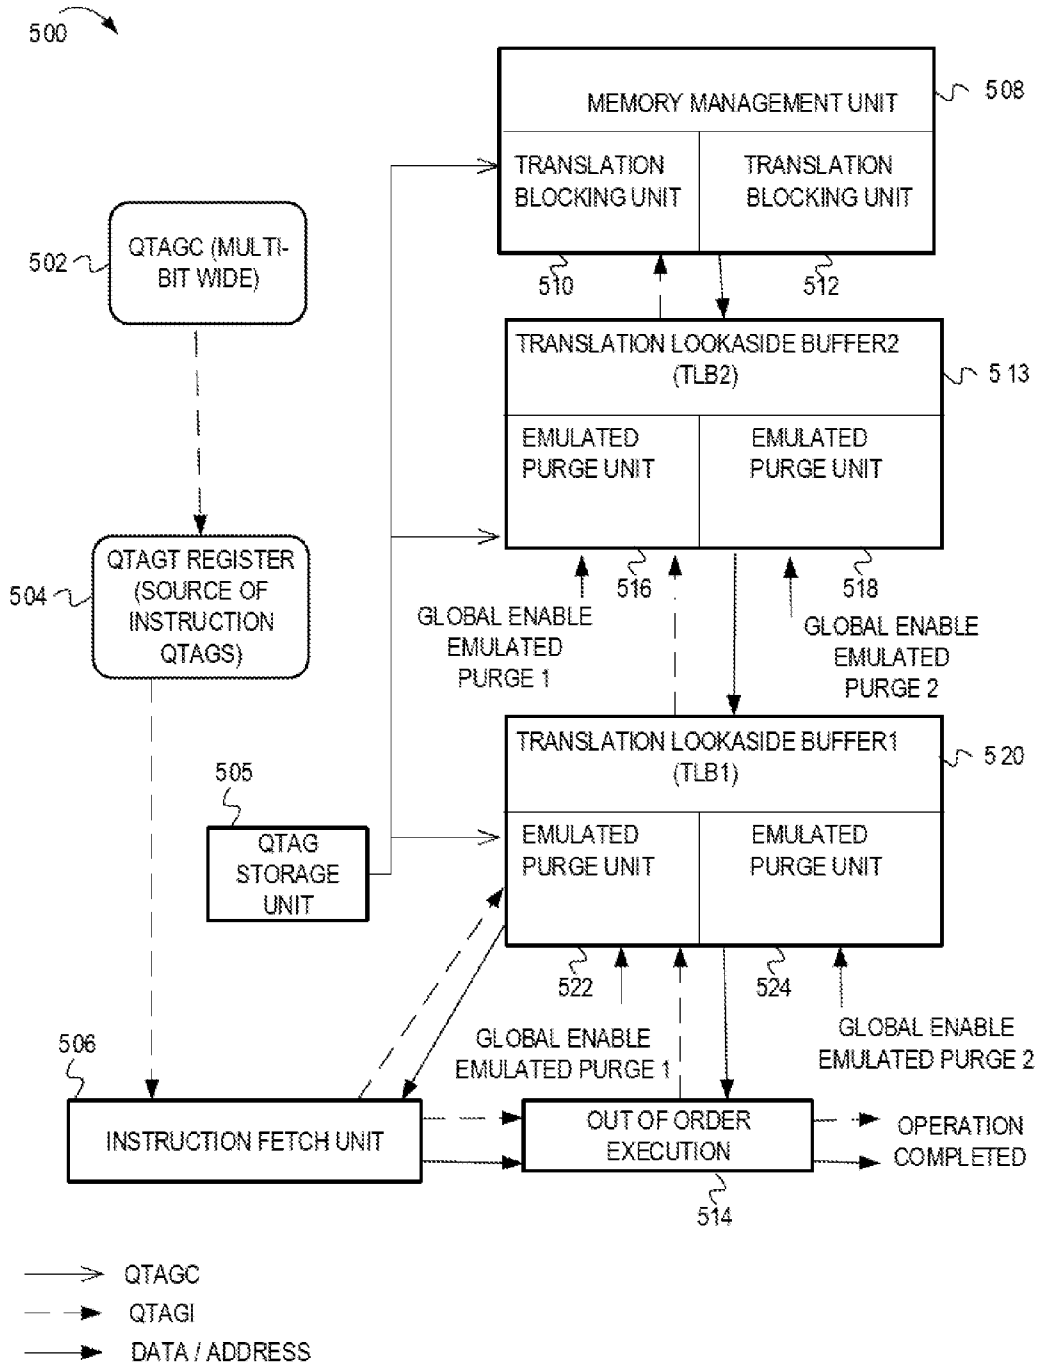 500
MEMORY MANAGEMENT UNIT
508
TRANSLATION
BLOCKING UNIT
TRANSLATION
BLOCKING UNIT
510
512
QTAGC (MULTI-
BIT WIDE)
502
TRANSLATION LOOKASIDE BUFFER2
(TLB2)
513
EMULATED
PURGE UNIT
EMULATED
PURGE UNIT
516
518
QTAGT REGISTER
(SOURCE OF
INSTRUCTION
QTAGS)
504
GLOBAL ENABLE
EMULATED
PURGE 1
GLOBAL ENABLE
EMULATED
PURGE 2
TRANSLATION LOOKASIDE BUFFER1
(TLB1)
520
505
QTAG
STORAGE
UNIT
EMULATED
PURGE UNIT
EMULATED
PURGE UNIT
522
524
GLOBAL ENABLE
EMULATED PURGE 1
GLOBAL ENABLE
EMULATED PURGE 2
506
INSTRUCTION FETCH UNIT
OUT OF ORDER
EXECUTION
514
OPERATION
COMPLETED
QTAGC
QTAGI
DATA / ADDRESS